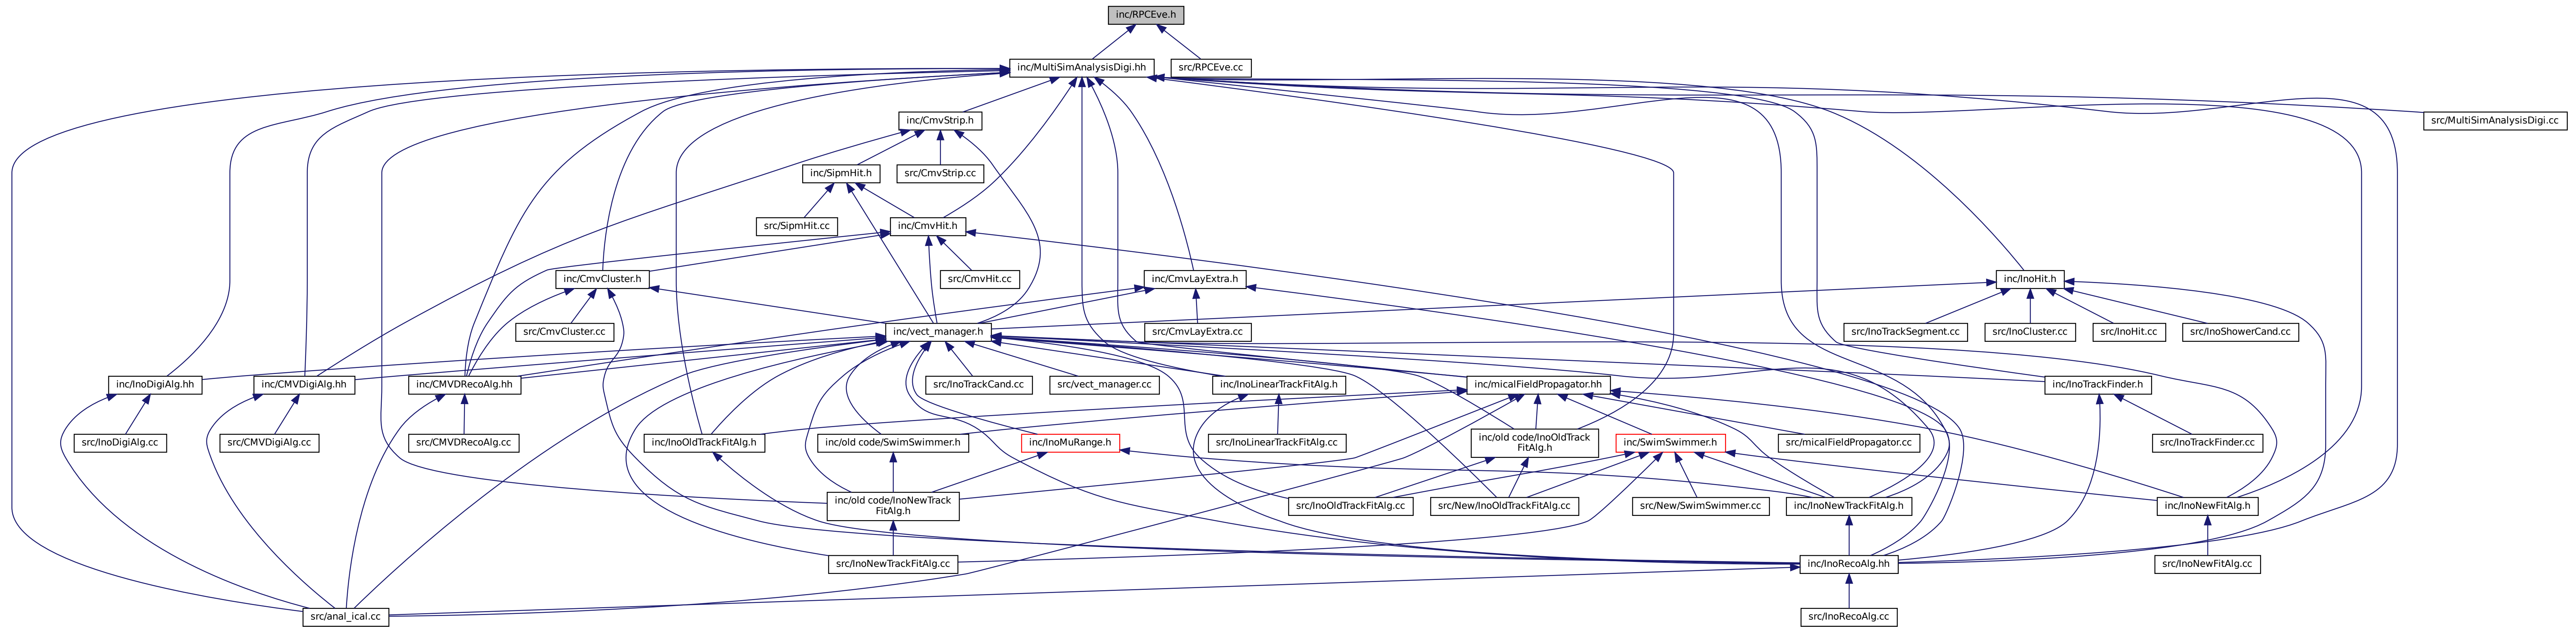 inc/RPCEve.h
inc/MultiSimAnalysisDigi.hh
src/RPCEve.cc
inc/CmvStrip.h
src/MultiSimAnalysisDigi.cc
inc/SipmHit.h
src/CmvStrip.cc
src/SipmHit.cc
inc/CmvHit.h
inc/CmvCluster.h
src/CmvHit.cc
inc/CmvLayExtra.h
inc/InoHit.h
src/CmvCluster.cc
inc/vect_manager.h
src/CmvLayExtra.cc
src/InoTrackSegment.cc
src/InoCluster.cc
src/InoHit.cc
src/InoShowerCand.cc
inc/InoDigiAlg.hh
inc/CMVDigiAlg.hh
inc/CMVDRecoAlg.hh
src/InoTrackCand.cc
src/vect_manager.cc
inc/InoLinearTrackFitAlg.h
inc/micalFieldPropagator.hh
inc/InoTrackFinder.h
src/InoDigiAlg.cc
src/CMVDigiAlg.cc
src/CMVDRecoAlg.cc
inc/InoOldTrackFitAlg.h
inc/old code/SwimSwimmer.h
inc/InoMuRange.h
src/InoLinearTrackFitAlg.cc
inc/old code/InoOldTrack
FitAlg.h
inc/SwimSwimmer.h
src/micalFieldPropagator.cc
src/InoTrackFinder.cc
inc/old code/InoNewTrack
FitAlg.h
src/InoOldTrackFitAlg.cc
src/New/InoOldTrackFitAlg.cc
src/New/SwimSwimmer.cc
inc/InoNewTrackFitAlg.h
inc/InoNewFitAlg.h
src/InoNewTrackFitAlg.cc
inc/InoRecoAlg.hh
src/InoNewFitAlg.cc
src/anal_ical.cc
src/InoRecoAlg.cc